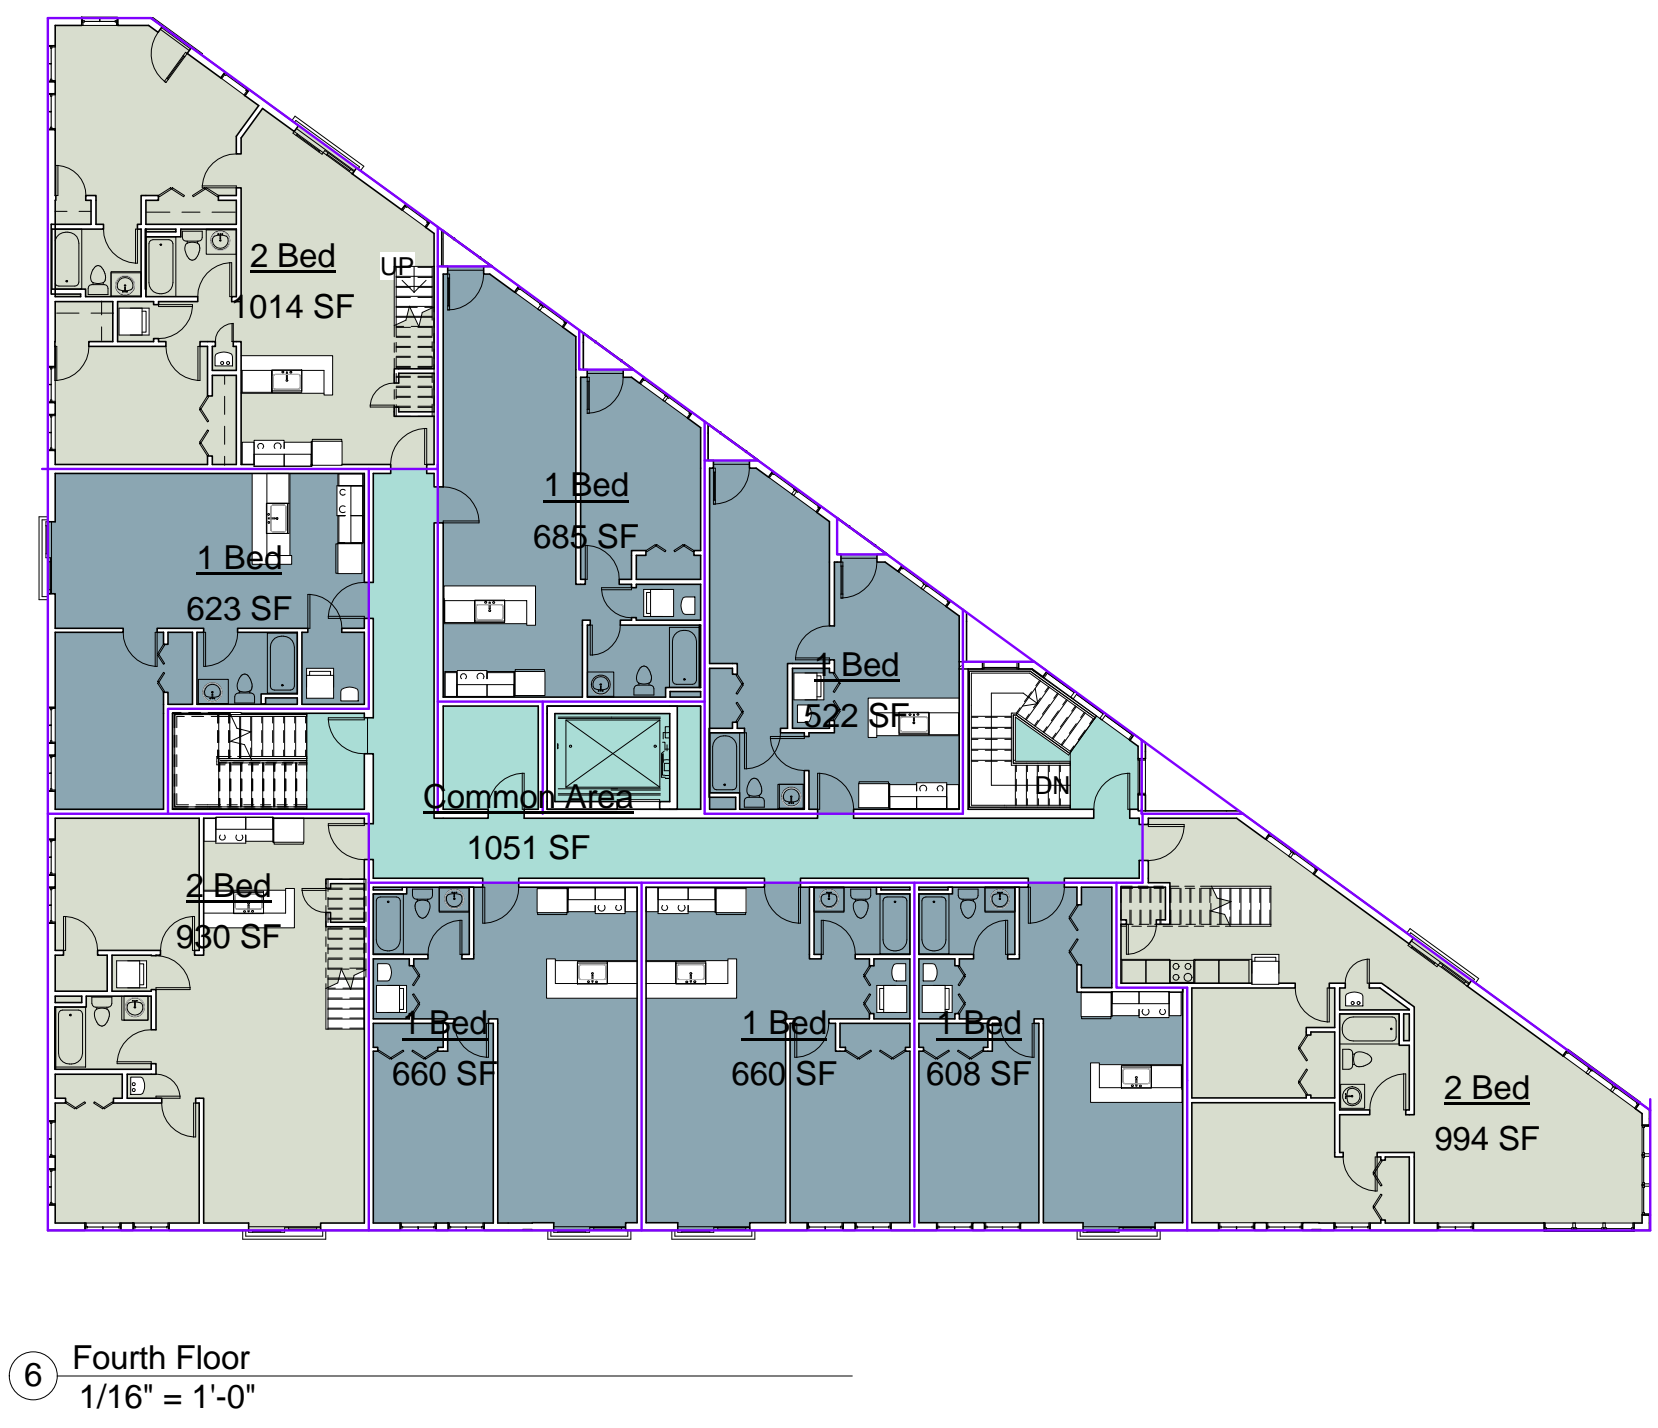 2 Bed
1014 SF
UP
1 Bed
685 SF
1 Bed
623 SF
1 Bed
522 SF
DN
Common Area
1051 SF
2 Bed
930 SF
1 Bed
660 SF
1 Bed
660 SF
1 Bed
608 SF
2 Bed
994 SF
6
Fourth Floor
1/16" = 1'-0"